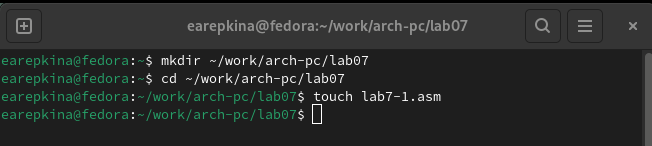 earepkina@fedora:~/work/arch-pc/lab07
earepkina@fedora:~$ mkdir ~/work/arch-pc/lab07
earepkina@fedora:~$ cd ~/work/arch-pc/lab07
earepkina@fedora:~/work/arch-pc/lab07$ touch lab7-1.asm
earepkina@fedora:~/work/arch-pc/lab07$